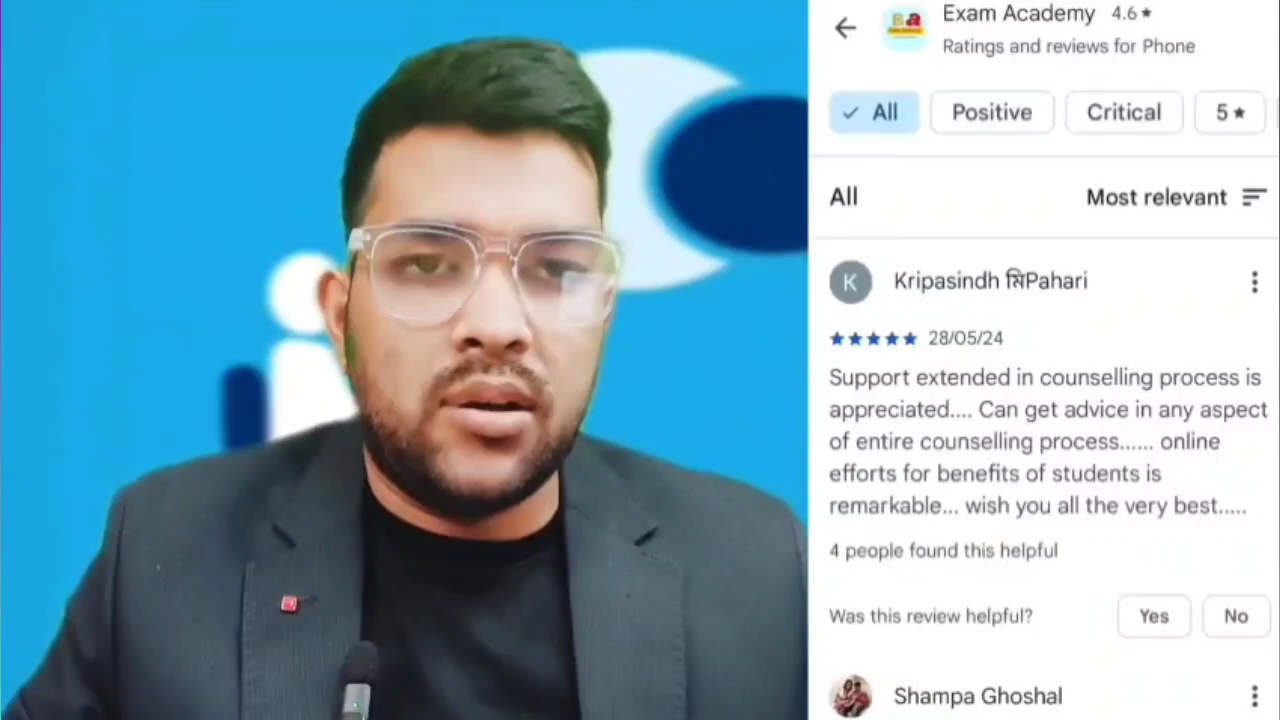 Exam Academy 4.6★
Ratings and reviews for Phone
All Positive Critical 5★
All Most relevant
K Kripasindh মিPahari
28/05/24
Support extended in counselling process is
appreciated.... Can get advice in any aspect
of entire counselling process...... online
efforts for benefits of students is
remarkable... wish you all the very best.....
4 people found this helpful
Was this review helpful? Yes No
Shampa Ghoshal